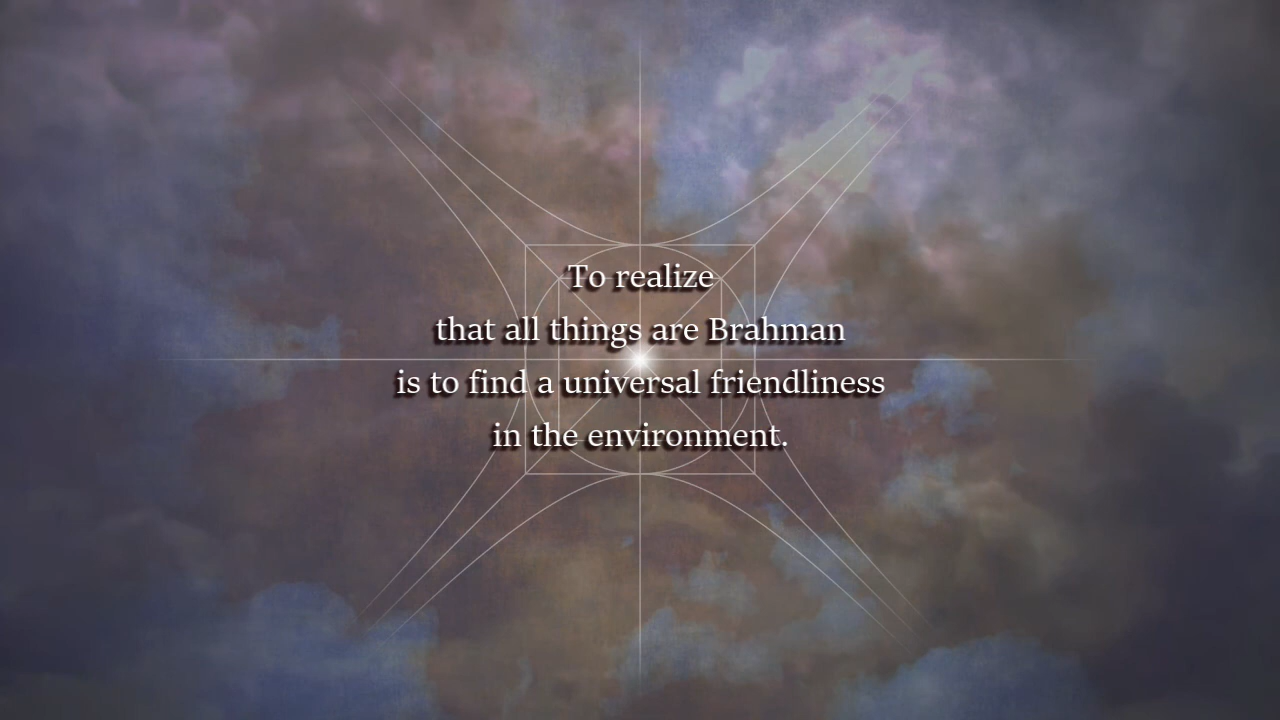 To realize
that all things are Brahman
is to find a universal friendliness
in the environment.